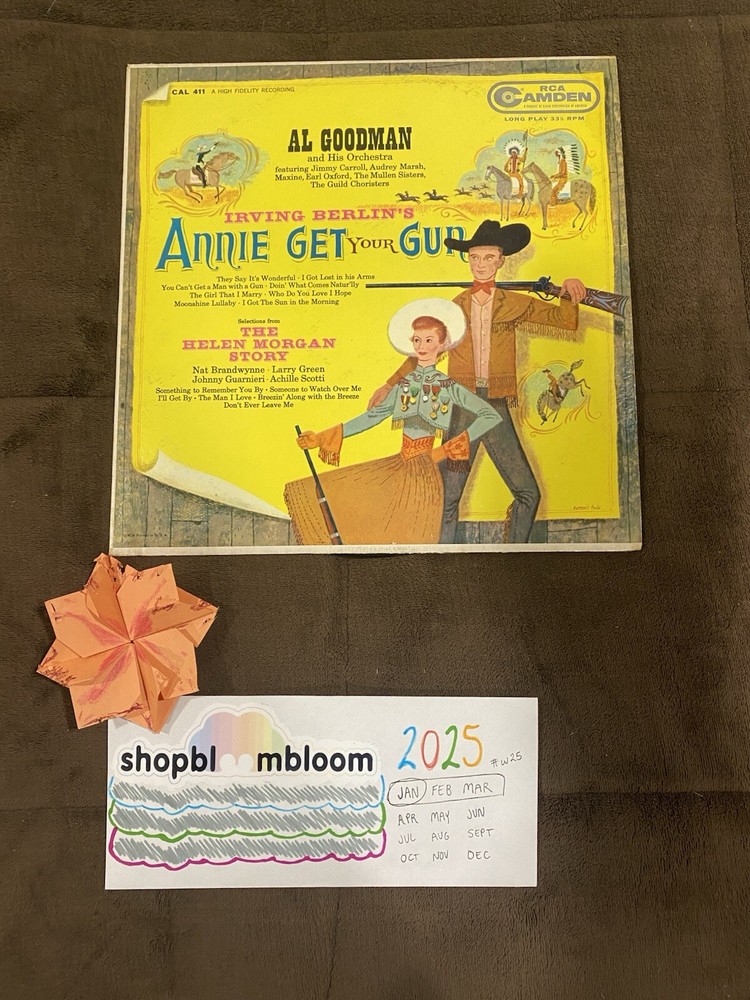 CAL 411 A HIGH FIDELITY RECORDING
RCA
CAMDEN
LONG PLAY 33⅓ RPM
AL GOODMAN
and His Orchestra
featuring Jimmy Carroll, Audrey Marsh,
Maxine, Earl Oxford, The Mullen Sisters,
The Guild Choristers
IRVING BERLIN'S
ANNIE GET YOUR GUN
They Say It's Wonderful · I Got Lost in his Arms
You Can't Get a Man with a Gun · Doin' What Comes Natur'lly
The Girl That I Marry · Who Do You Love I Hope
Moonshine Lullaby · I Got The Sun in the Morning
Selections from
THE
HELEN MORGAN
STORY
Nat Brandwynne · Larry Green
Johnny Guarnieri · Achille Scotti
Something to Remember You By · Someone to Watch Over Me
I'll Get By · The Man I Love · Breezin' Along with the Breeze
Don't Ever Leave Me
shopbl mbloom
2025
#w25
JAN FEB MAR
APR MAY JUN
JUL AUG SEPT
OCT NOV DEC